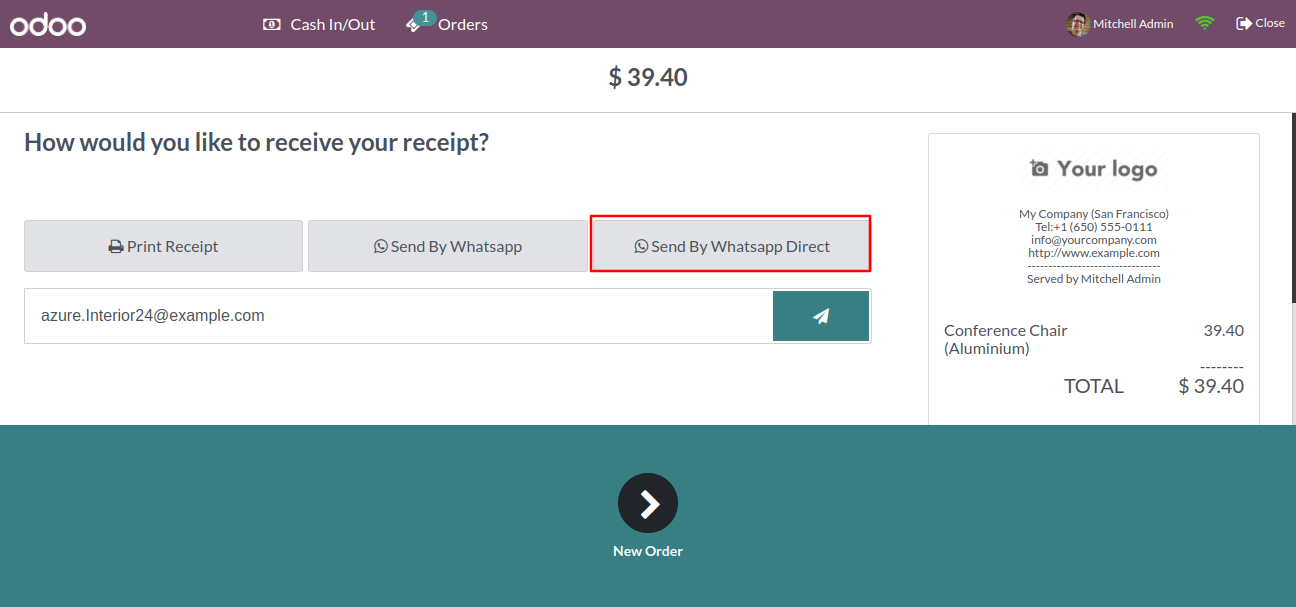 odoo
Cash In/Out
1
Orders
Mitchell Admin
Close
$ 39.40
How would you like to receive your receipt?
Print Receipt
Send By Whatsapp
Send By Whatsapp Direct
azure.Interior24@example.com
Your logo
My Company (San Francisco)
Tel:+1 (650) 555-0111
info@yourcompany.com
http://www.example.com
--------------------------------
Served by Mitchell Admin
Conference Chair 39.40
(Aluminium)
--------
TOTAL $ 39.40
New Order